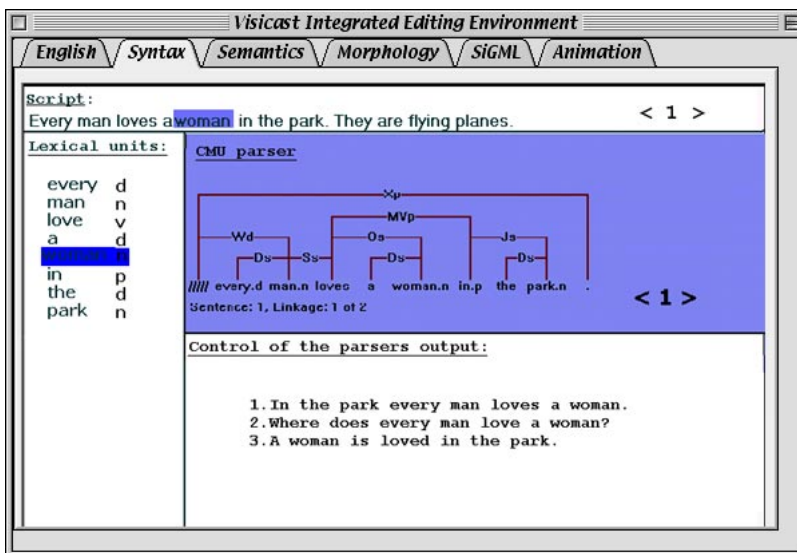 Visicast Integrated Editing Environment
English Syntax Semantics Morphology SiGML Animation
Script:
Every man loves a woman in the park. They are flying planes.
< 1 >
Lexical units:
every d
man n
love v
a d
woman n
in p
the d
park n
CMU parser
Xp
MVp
Wd Os Js
Ds Ss Ds Ds
///// every.d man.n loves a woman.n in.p the park.n .
Sentence: 1, Linkage: 1 of 2
< 1 >
Control of the parsers output:
1.In the park every man loves a woman.
2.Where does every man love a woman?
3.A woman is loved in the park.